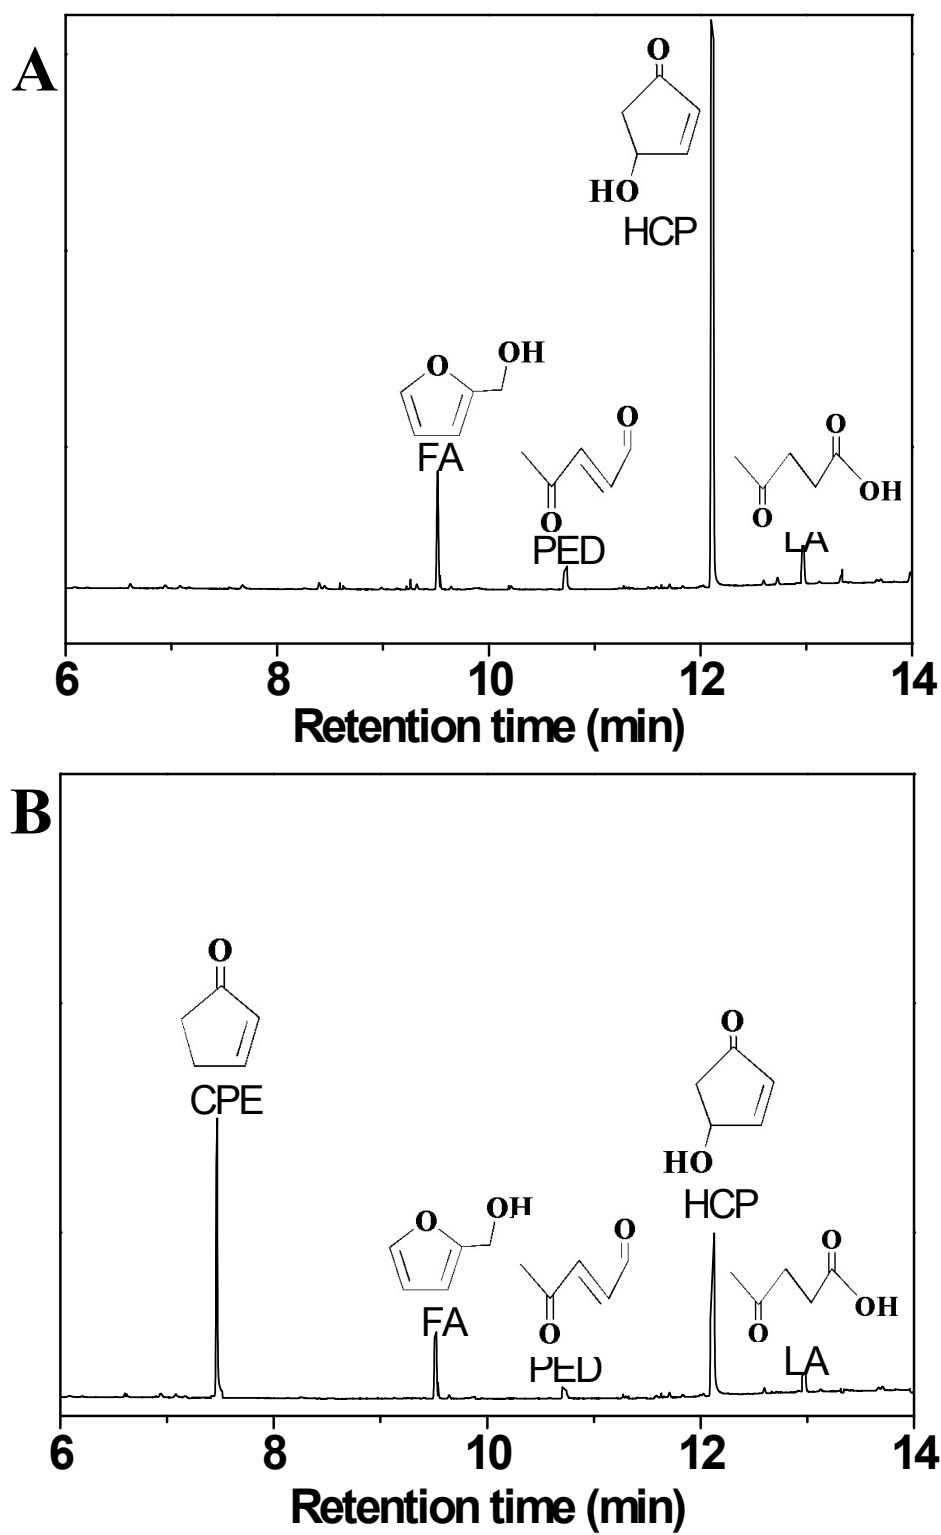 A
O
HO
HCP
O
OH
FA
O
O
PED
O
O
OH
LA
6 8 10 12 14
Retention time (min)
B
O
CPE
O
HO
HCP
O
OH
FA
O
O
PED
O
O
OH
LA
6 8 10 12 14
Retention time (min)